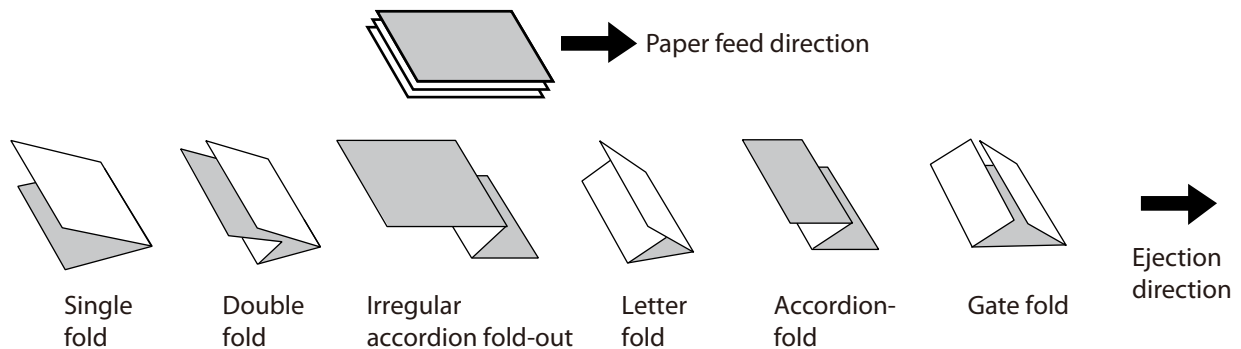 Paper feed direction
Single
fold
Double
fold
Irregular
accordion fold-out
Letter
fold
Accordion-
fold
Gate fold
Ejection
direction